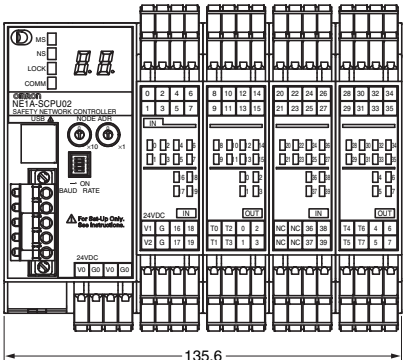 MS
NS
LOCK
COMM
OMRON
NE1A-SCPU02
SAFETY NETWORK CONTROLLER
USB NODE ADR
×10 ×1
ON
BAUD RATE
For Set-Up Only.
See Instructions.
24VDC
V0 G0 V0 G0
0 2 4 6
1 3 5 7
IN
24VDC IN
V1 G 16 18
V2 G 17 19
8 10 12 14
9 11 13 15
OUT
T0 T2 0 2
T1 T3 1 3
20 22 24 26
21 23 25 27
IN
NC NC 36 38
NC NC 37 39
28 30 32 34
29 31 33 35
OUT
T4 T6 4 6
T5 T7 5 7
135.6